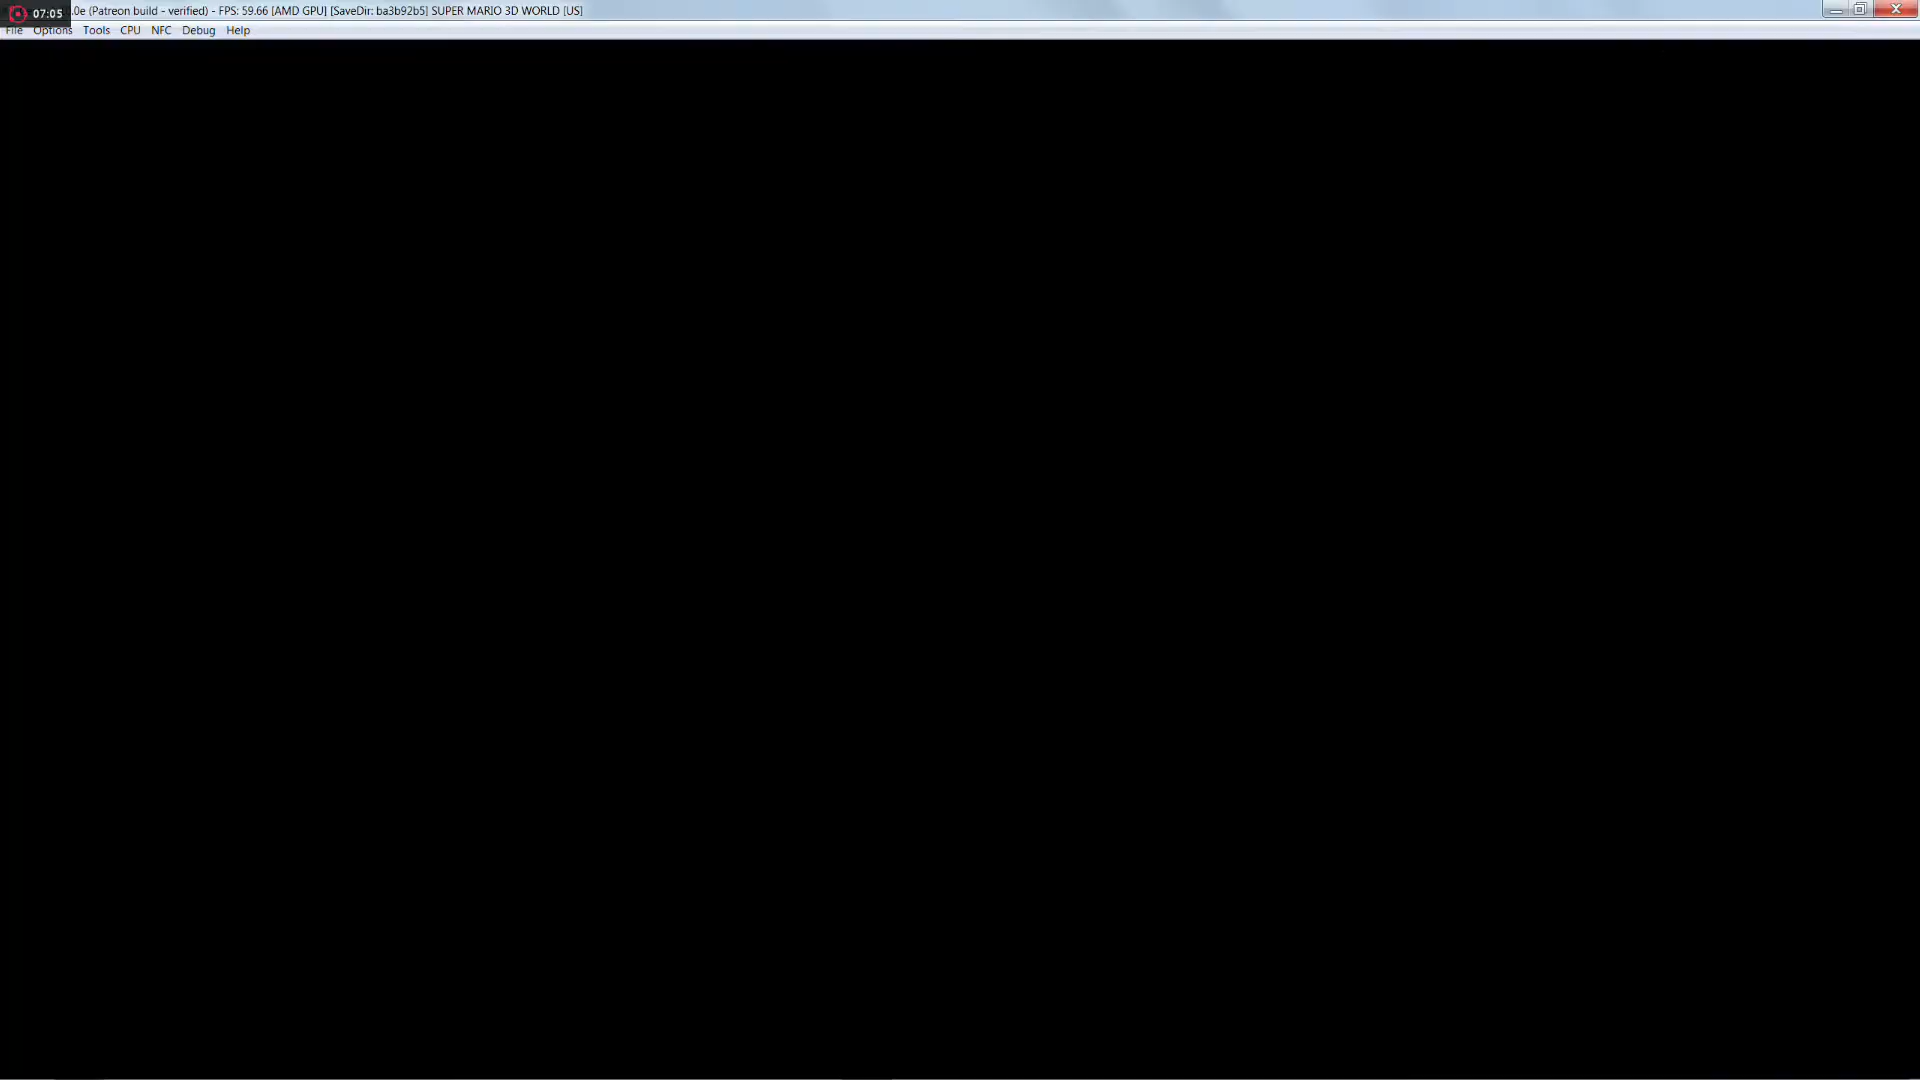 07:05 .0e (Patreon build - verified) - FPS: 59.66 [AMD GPU] [SaveDir: ba3b92b5] SUPER MARIO 3D WORLD [US]
File Options Tools CPU NFC Debug Help